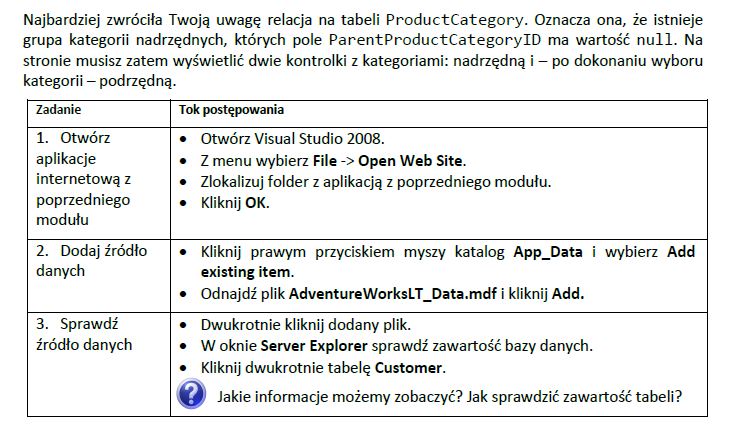 Najbardziej zwróciła Twoją uwagę relacja na tabeli ProductCategory. Oznacza ona, że istnieje
grupa kategorii nadrzędnych, których pole ParentProductCategoryID ma wartość null. Na
stronie musisz zatem wyświetlić dwie kontrolki z kategoriami: nadrzędną i – po dokonaniu wyboru
kategorii – podrzędną.
Zadanie
Tok postępowania
1. Otwórz
aplikacje
internetową z
poprzedniego
modułu
• Otwórz Visual Studio 2008.
• Z menu wybierz File -> Open Web Site.
• Zlokalizuj folder z aplikacją z poprzedniego modułu.
• Kliknij OK.
2. Dodaj źródło
danych
• Kliknij prawym przyciskiem myszy katalog App_Data i wybierz Add
existing item.
• Odnajdź plik AdventureWorksLT_Data.mdf i kliknij Add.
3. Sprawdź
źródło danych
• Dwukrotnie kliknij dodany plik.
• W oknie Server Explorer sprawdź zawartość bazy danych.
• Kliknij dwukrotnie tabelę Customer.
? Jakie informacje możemy zobaczyć? Jak sprawdzić zawartość tabeli?